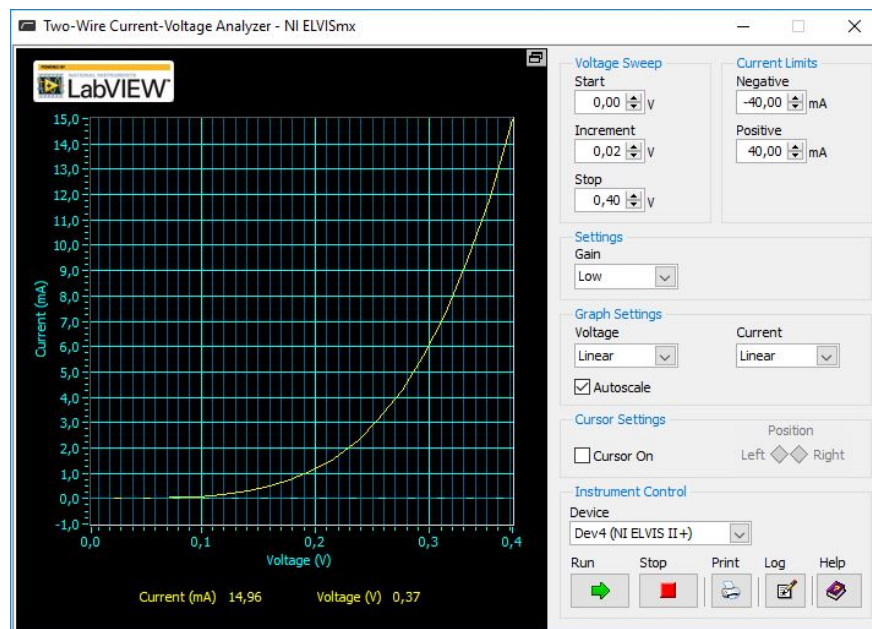 Two-Wire Current-Voltage Analyzer - NI ELVISmx
POWERED BY
NATIONAL INSTRUMENTS
LabVIEW™
15,0
14,0
13,0
12,0
11,0
10,0
9,0
8,0
7,0
6,0
5,0
4,0
3,0
2,0
1,0
0,0
-1,0
Current (mA)
0,0 0,1 0,2 0,3 0,4
Voltage (V)
Current (mA) 14,96 Voltage (V) 0,37
Voltage Sweep
Start
0,00 V
Increment
0,02 V
Stop
0,40 V
Current Limits
Negative
-40,00 mA
Positive
40,00 mA
Settings
Gain
Low
Graph Settings
Voltage Current
Linear Linear
Autoscale
Cursor Settings
Position
Cursor On Left Right
Instrument Control
Device
Dev4 (NI ELVIS II+)
Run Stop Print Log Help